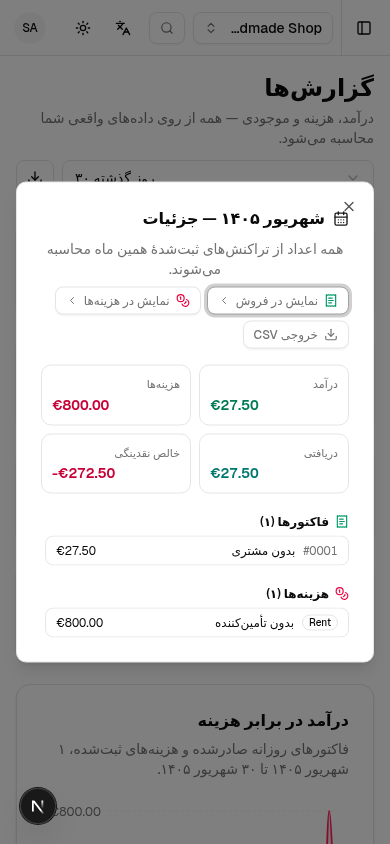 …dmade Shop
SA
گزارش‌ها
درآمد، هزینه و موجودی — همه از روی داده‌های واقعی شما
محاسبه می‌شود.
۳۰ روز گذشته
شهریور ۱۴۰۵ — جزئیات
همه اعداد از تراکنش‌های ثبت‌شدهٔ همین ماه محاسبه
می‌شوند.
نمایش در فروش
نمایش در هزینه‌ها
خروجی CSV
درآمد
€27.50
هزینه‌ها
€800.00
دریافتی
€27.50
خالص نقدینگی
-€272.50
فاکتورها (۱)
#0001 بدون مشتری €27.50
هزینه‌ها (۱)
Rent بدون تأمین‌کننده €800.00
درآمد در برابر هزینه
فاکتورهای روزانه صادرشده و هزینه‌های ثبت‌شده، ۱
شهریور ۱۴۰۵ تا ۳۰ شهریور ۱۴۰۵.
€800.00
N